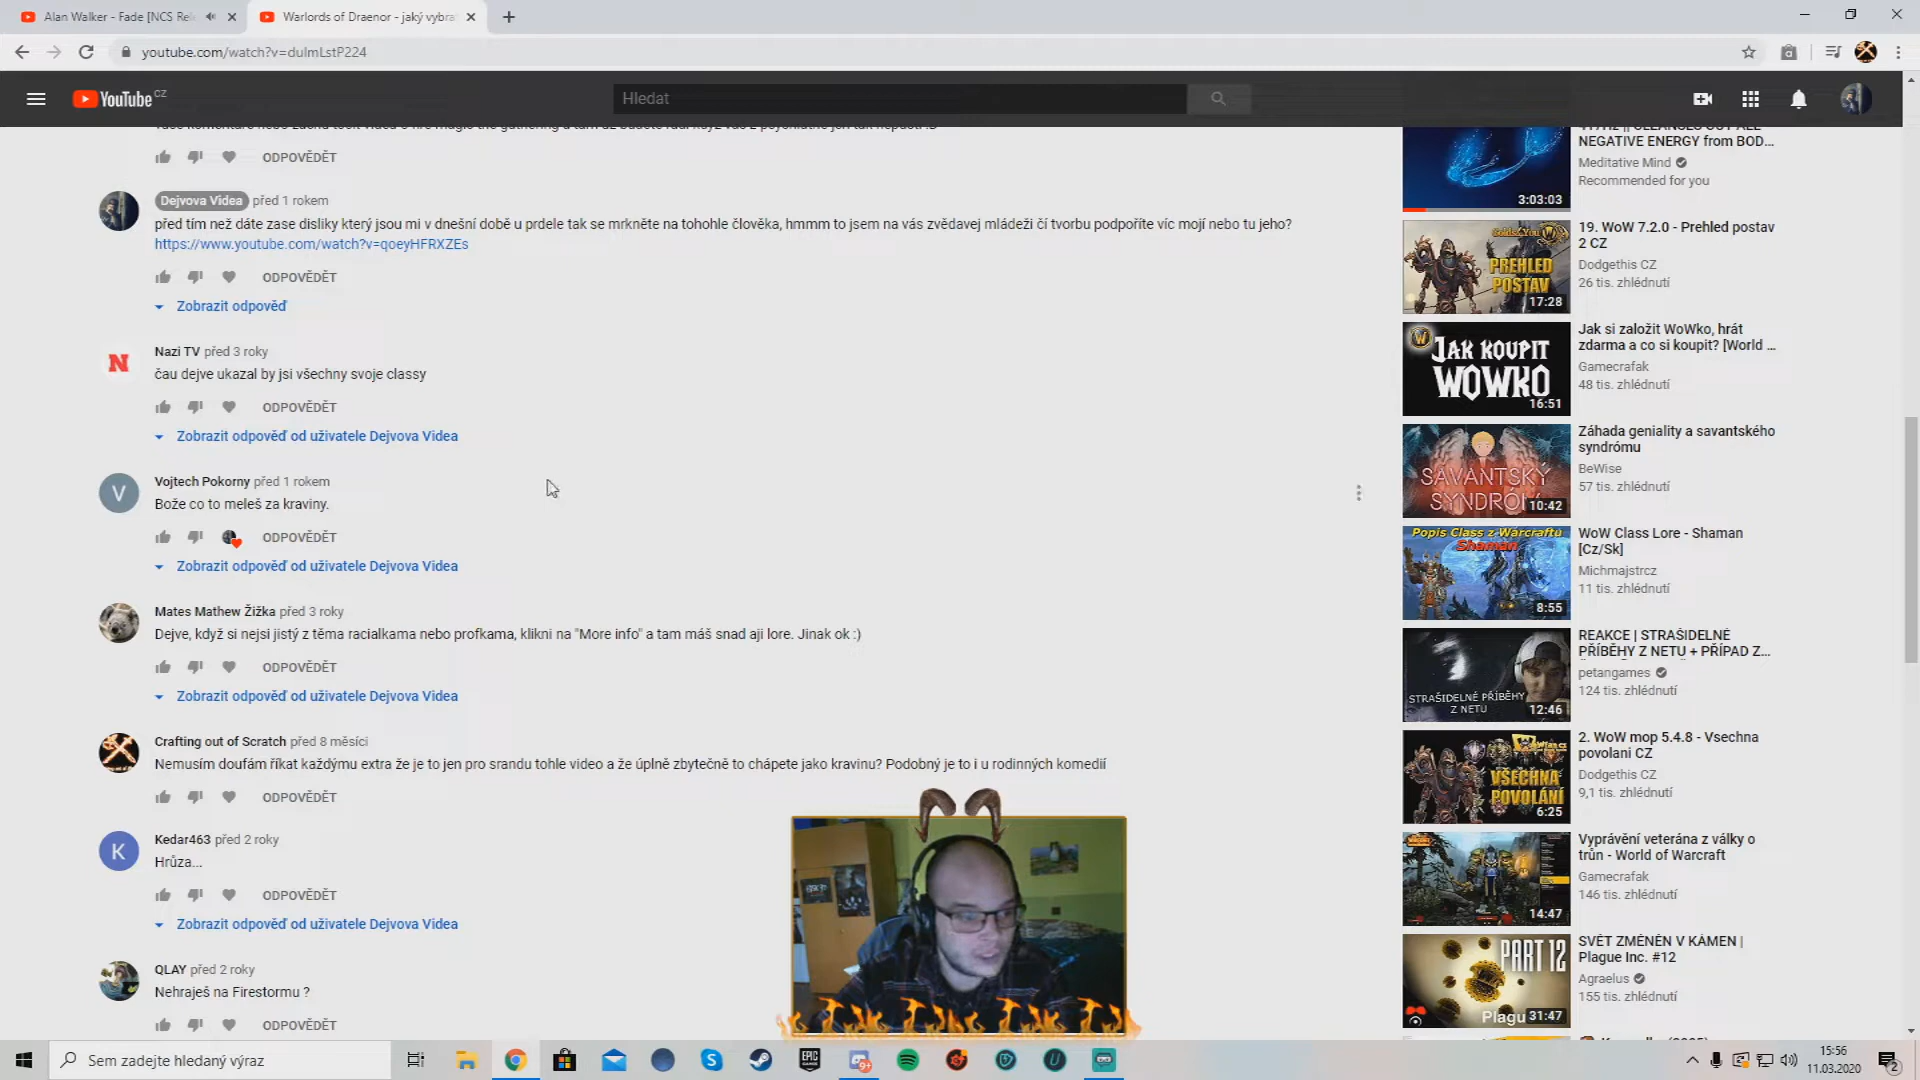 Alan Walker - Fade [NCS Rel
Warlords of Draenor - jaký vybrat
youtube.com/watch?v=duImLstP224
YouTube CZ
Hledat
ODPOVĚDĚT
Dejvova Videa před 1 rokem
před tím než dáte zase disliky který jsou mi v dnešní době u prdele tak se mrkněte na tohohle člověka, hmmm to jsem na vás zvědavej mládeži čí tvorbu podpoříte víc mojí nebo tu jeho?
https://www.youtube.com/watch?v=qoeyHFRXZEs
ODPOVĚDĚT
Zobrazit odpověď
N
Nazi TV před 3 roky
čau dejve ukazal by jsi všechny svoje classy
ODPOVĚDĚT
Zobrazit odpověď od uživatele Dejvova Videa
V
Vojtech Pokorny před 1 rokem
Bože co to meleš za kraviny.
ODPOVĚDĚT
Zobrazit odpověď od uživatele Dejvova Videa
Mates Mathew Žižka před 3 roky
Dejve, když si nejsi jistý z těma racialkama nebo profkama, klikni na "More info" a tam máš snad aji lore. Jinak ok :)
ODPOVĚDĚT
Zobrazit odpověď od uživatele Dejvova Videa
Crafting out of Scratch před 8 měsíci
Nemusím doufám říkat každýmu extra že je to jen pro srandu tohle video a že úplně zbytečně to chápete jako kravinu? Podobný je to i u rodinných komedií
ODPOVĚDĚT
K
Kedar463 před 2 roky
Hrůza...
ODPOVĚDĚT
Zobrazit odpověď od uživatele Dejvova Videa
QLAY před 2 roky
Nehraješ na Firestormu ?
ODPOVĚDĚT
NEGATIVE ENERGY from BOD...
Meditative Mind
Recommended for you
3:03:03
19. WoW 7.2.0 - Prehled postav
2 CZ
Dodgethis CZ
26 tis. zhlédnutí
PREHLED
POSTAV
17:28
Jak si založit WoWko, hrát
zdarma a co si koupit? [World ...
Gamecrafak
48 tis. zhlédnutí
JAK KOUPIT
WOWKO
16:51
Záhada geniality a savantského
syndrómu
BeWise
57 tis. zhlédnutí
SAVANTSKÝ
SYNDRÓM
10:42
WoW Class Lore - Shaman
[Cz/Sk]
Michmajstrcz
11 tis. zhlédnutí
Popis Class z Warcraftu
Shaman
8:55
REAKCE | STRAŠIDELNÉ
PŘÍBĚHY Z NETU + PŘÍPAD Z...
petangames
124 tis. zhlédnutí
STRAŠIDELNÉ PŘÍBĚHY
Z NETU
12:46
2. WoW mop 5.4.8 - Vsechna
povolani CZ
Dodgethis CZ
9,1 tis. zhlédnutí
VŠECHNA
POVOLÁNÍ
6:25
Vyprávění veterána z války o
trůn - World of Warcraft
Gamecrafak
146 tis. zhlédnutí
14:47
SVĚT ZMĚNĚN V KÁMEN |
Plague Inc. #12
Agraelus
155 tis. zhlédnutí
PART 12
Plagu
31:47
Sem zadejte hledaný výraz
EPIC
9+
15:56
11.03.2020
2